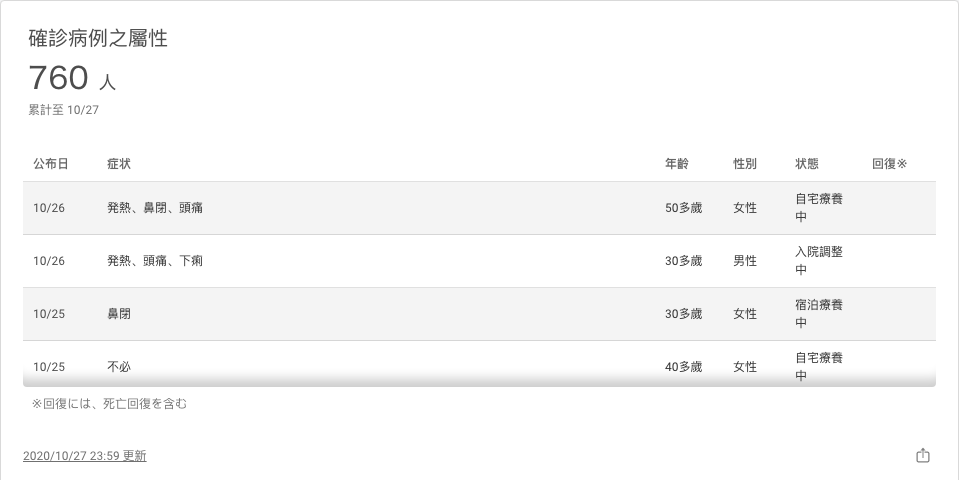 確診病例之屬性
760 人
累計至 10/27
公布日 症状 年齡 性別 状態 回復※
10/26 発熱、鼻閉、頭痛 50多歲 女性 自宅療養中
10/26 発熱、頭痛、下痢 30多歲 男性 入院調整中
10/25 鼻閉 30多歲 女性 宿泊療養中
10/25 不必 40多歲 女性 自宅療養中
※回復には、死亡回復を含む
2020/10/27 23:59 更新